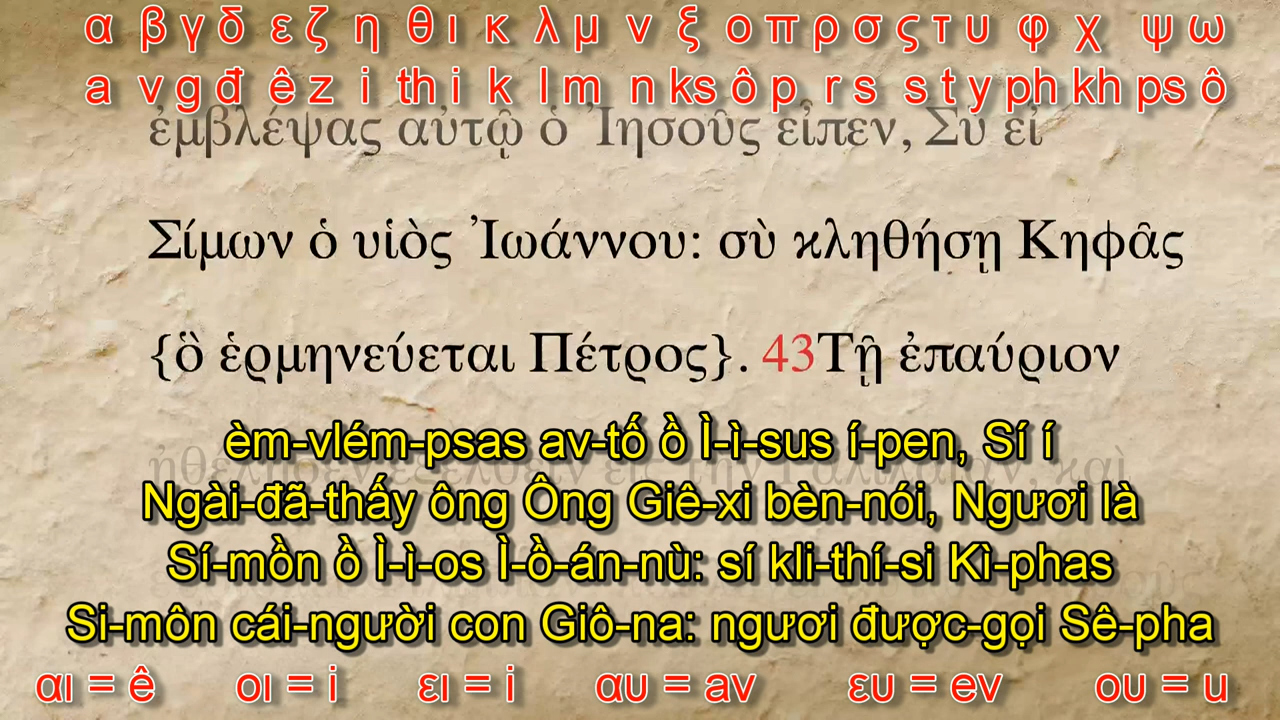 α β γ δ ε ζ η θ ι κ λ μ ν ξ ο π ρ σ ς τ υ φ χ ψ ω
a v g đ ê z i th i k l m n ks ô p r s s t y ph kh ps ô
ἐμβλέψας αὐτῷ ὁ Ἰησοῦς εἶπεν, Σὺ εἶ
Σίμων ὁ υἱὸς Ἰωάννου: σὺ κληθήσῃ Κηφᾶς
{ὃ ἑρμηνεύεται Πέτρος}. 43Τῇ ἐπαύριον
èm-vlém-psas av-tố ồ Ì-ì-sus í-pen, Sí í
Ngài-đã-thấy ông Ông Giê-xi bèn-nói, Ngươi là
Sí-mồn ồ Ì-ì-os Ì-ồ-án-nù: sí kli-thí-si Kì-phas
Si-môn cái-người con Giô-na: ngươi được-gọi Sê-pha
αι = ê οι = i ει = i αυ = av ευ = ev ου = u